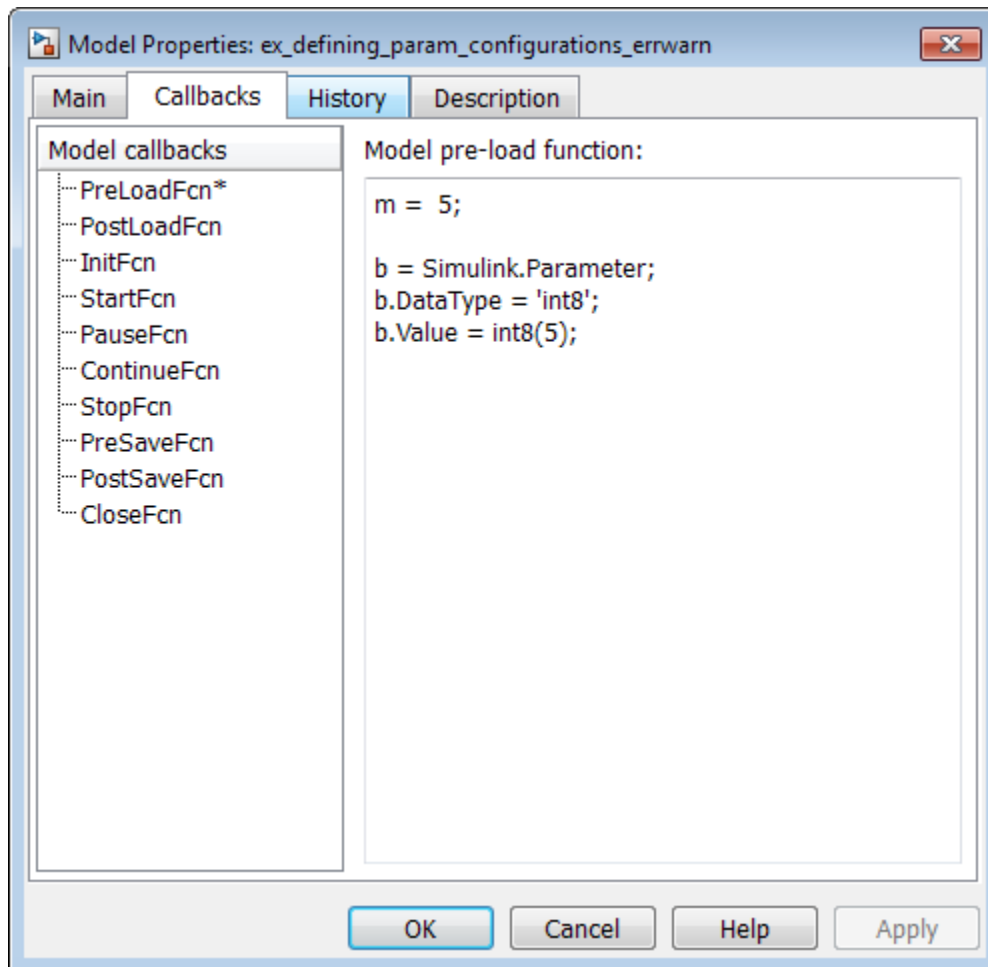 Model Properties: ex_defining_param_configurations_errwarn
Main
Callbacks
History
Description
Model callbacks
PreLoadFcn*
PostLoadFcn
InitFcn
StartFcn
PauseFcn
ContinueFcn
StopFcn
PreSaveFcn
PostSaveFcn
CloseFcn
Model pre-load function:
m =  5;
b = Simulink.Parameter;
b.DataType = 'int8';
b.Value = int8(5);
OK
Cancel
Help
Apply